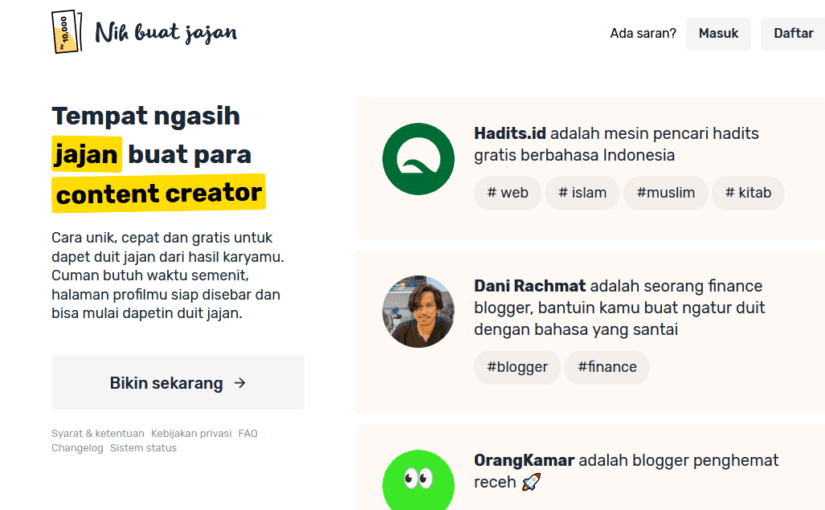 Rp 10.000
Nih buat jajan
Ada saran?
Masuk
Daftar
Tempat ngasih
jajan buat para
content creator
Cara unik, cepat dan gratis untuk
dapet duit jajan dari hasil karyamu.
Cuman butuh waktu semenit,
halaman profilmu siap disebar dan
bisa mulai dapetin duit jajan.
Bikin sekarang →
Syarat & ketentuan Kebijakan privasi FAQ
Changelog Sistem status
Hadits.id adalah mesin pencari hadits
gratis berbahasa Indonesia
# web # islam #muslim # kitab
Dani Rachmat adalah seorang finance
blogger, bantuin kamu buat ngatur duit
dengan bahasa yang santai
#blogger #finance
OrangKamar adalah blogger penghemat
receh 🚀